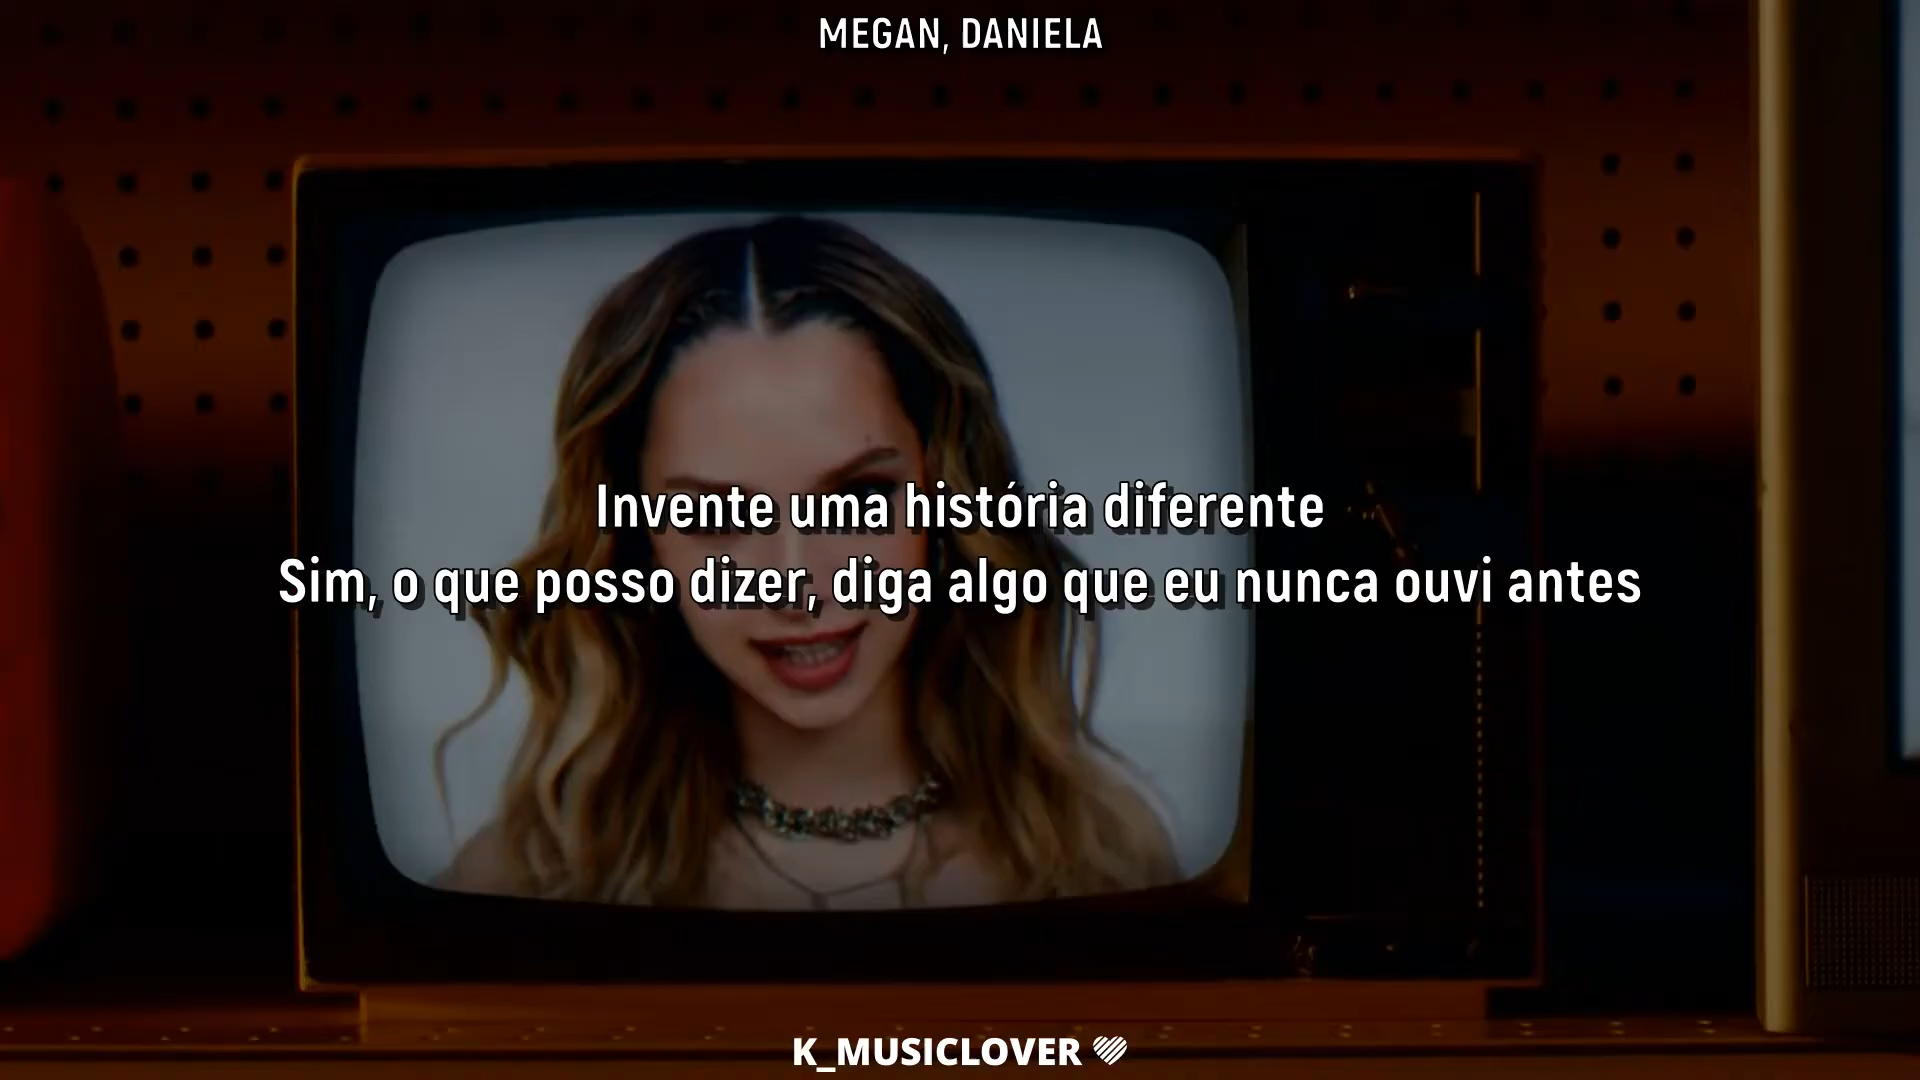 MEGAN, DANIELA
Invente uma história diferente
Sim, o que posso dizer, diga algo que eu nunca ouvi antes
K_MUSICLOVER